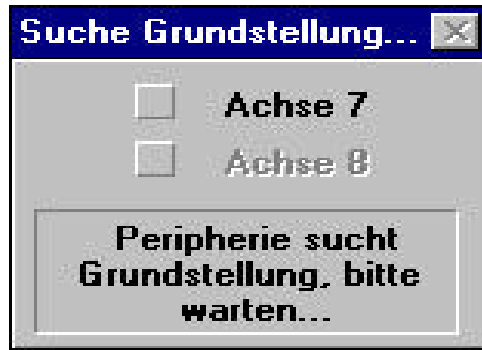 Suche Grundstellung...
Achse 7
Achse 8
Peripherie sucht
Grundstellung, bitte
warten...